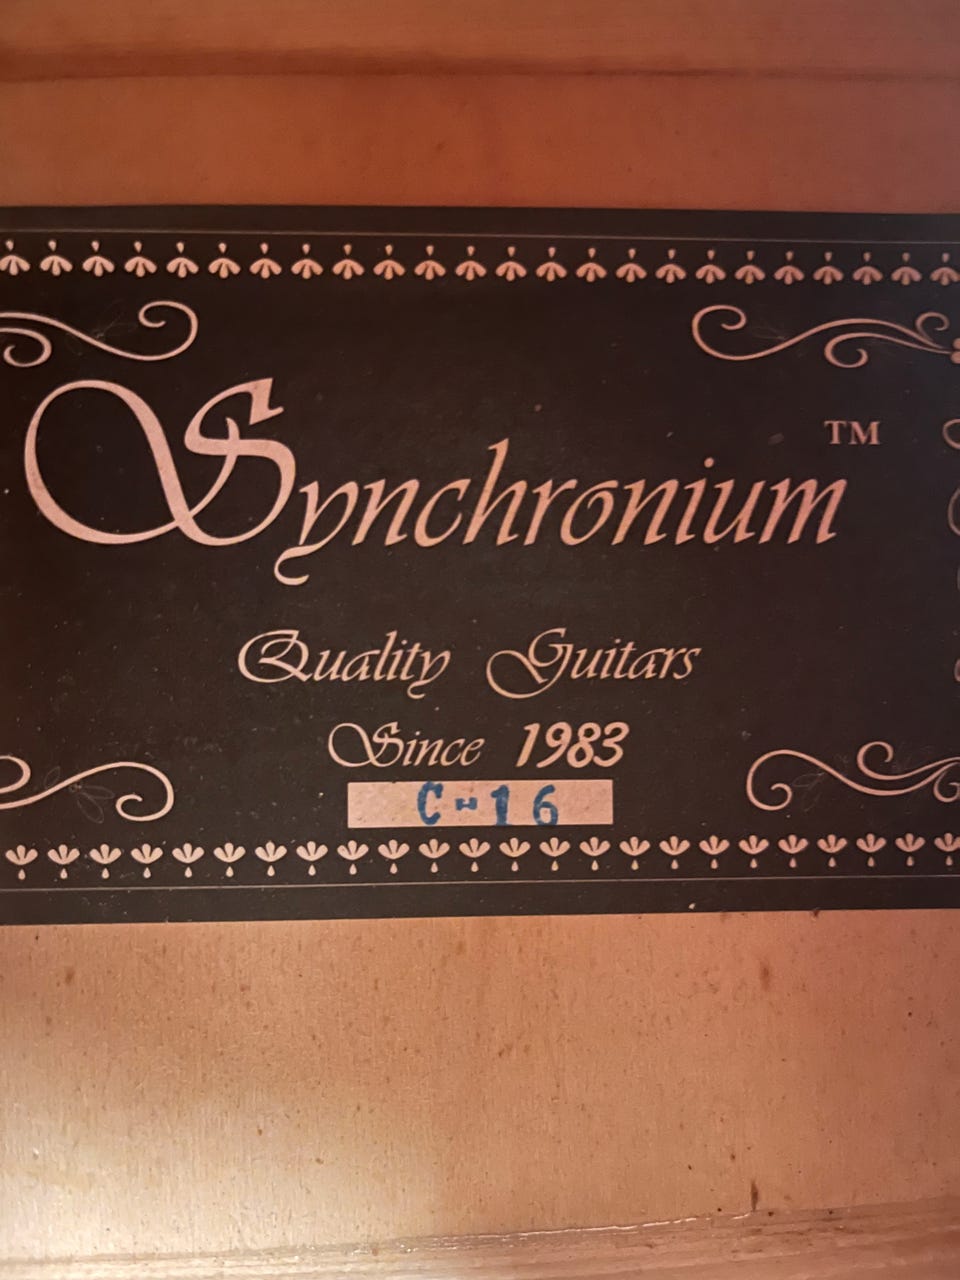 Synchronium™
Quality Guitars
Since 1983
C-16